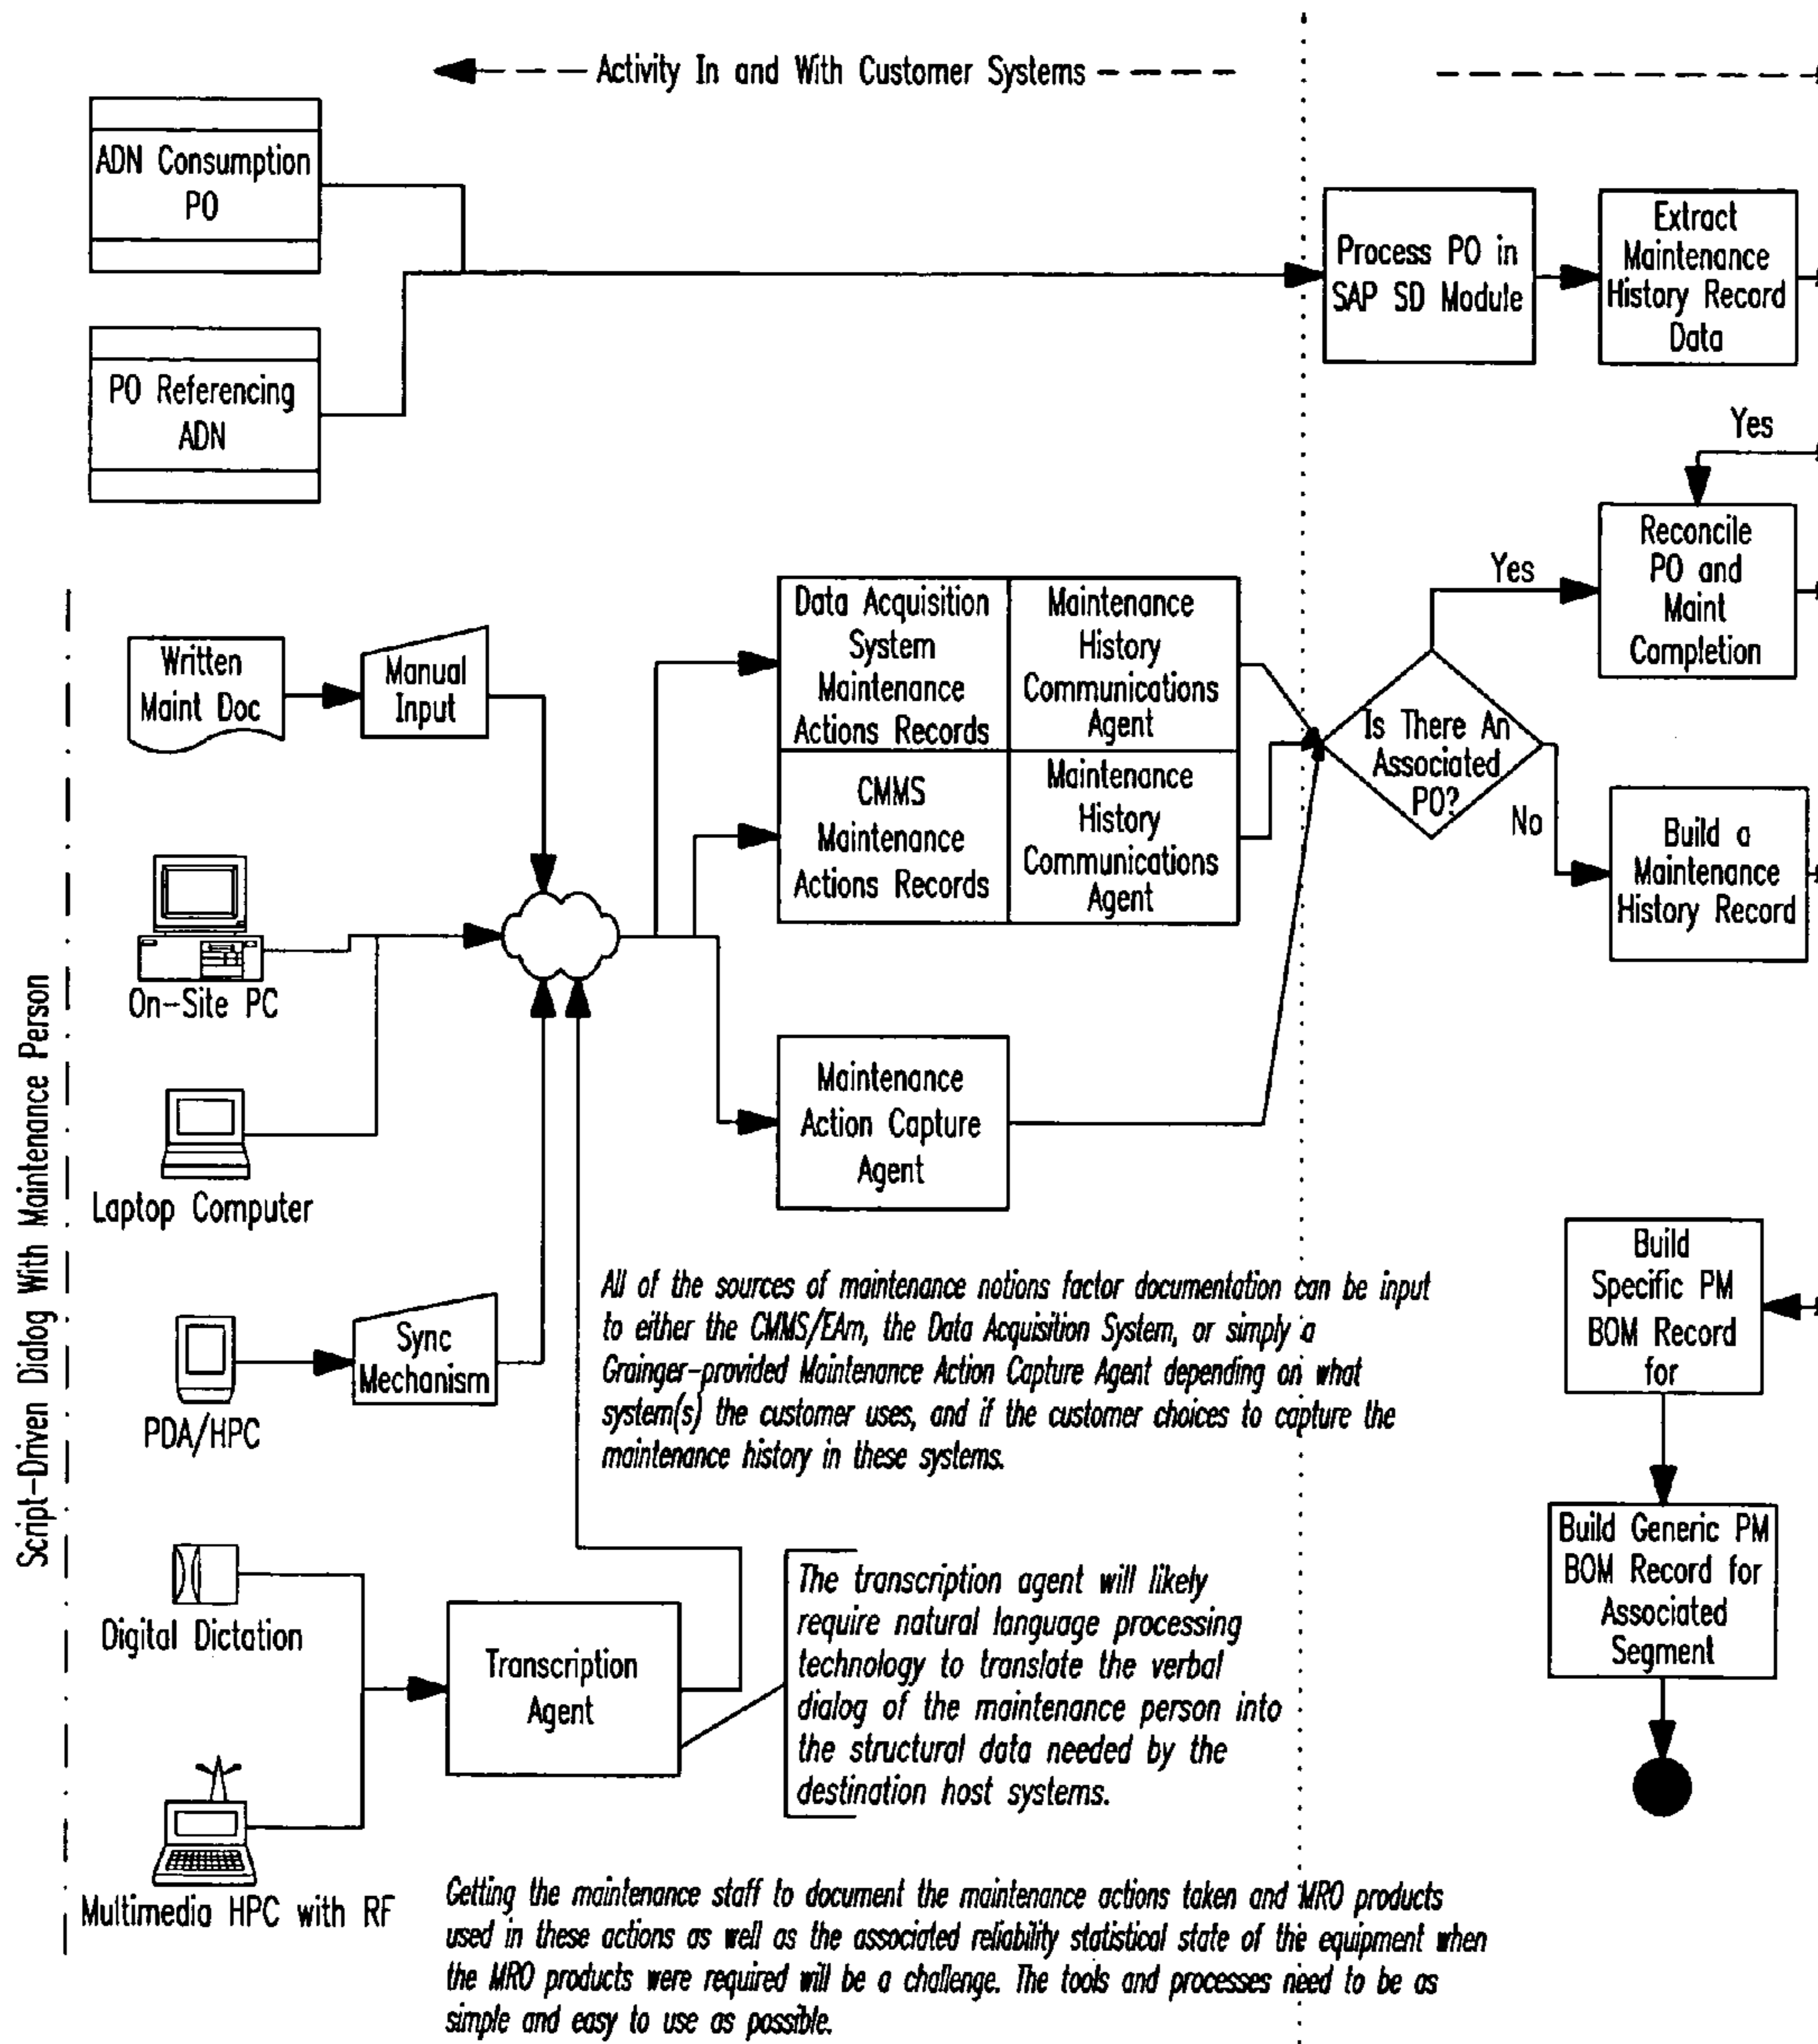 Activity In and With Customer Systems
ADN Consumption
PO
PO Referencing
ADN
Process PO in
SAP SD Module
Extract
Maintenance
History Record
Data
Yes
Reconcile
PO and
Maint
Completion
Yes
Is There An
Associated
PO?
No
Build a
Maintenance
History Record
Script-Driven Dialog With Maintenance Person
Written
Maint Doc
Manual
Input
Data Acquisition
System
Maintenance
Actions Records
Maintenance
History
Communications
Agent
CMMS
Maintenance
Actions Records
Maintenance
History
Communications
Agent
On-Site PC
Laptop Computer
Maintenance
Action Capture
Agent
PDA/HPC
Sync
Mechanism
All of the sources of maintenance notions factor documentation can be input
to either the CMMS/EAm, the Data Acquisition System, or simply a
Grainger-provided Maintenance Action Capture Agent depending on what
system(s) the customer uses, and if the customer choices to capture the
maintenance history in these systems.
Build
Specific PM
BOM Record
for
Build Generic PM
BOM Record for
Associated
Segment
Digital Dictation
Transcription
Agent
The transcription agent will likely
require natural language processing
technology to translate the verbal
dialog of the maintenance person into
the structural data needed by the
destination host systems.
Multimedia HPC with RF
Getting the maintenance staff to document the maintenance actions taken and MRO products
used in these actions as well as the associated reliability statistical state of the equipment when
the MRO products were required will be a challenge. The tools and processes need to be as
simple and easy to use as possible.